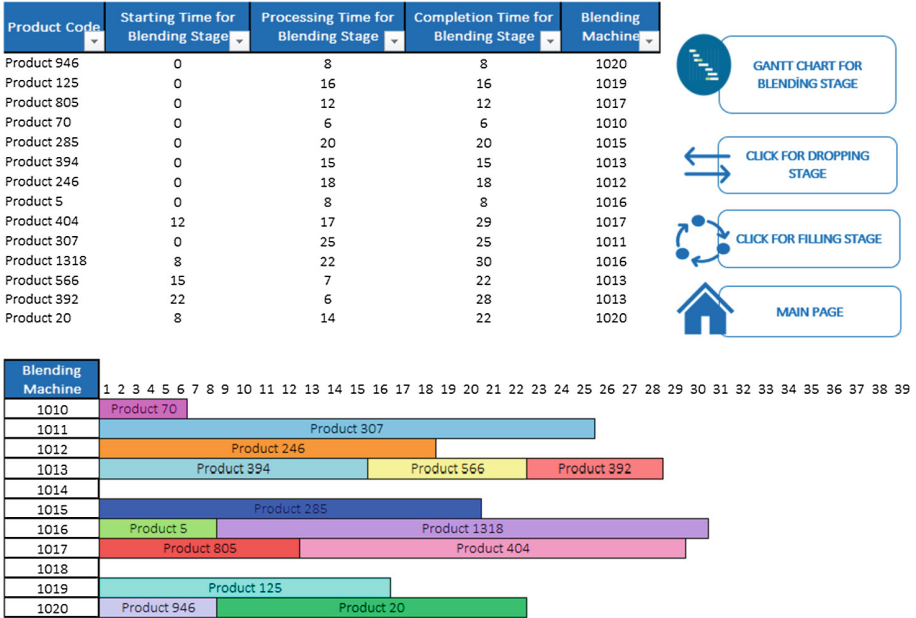 Product Code Starting Time for Blending Stage Processing Time for Blending Stage Completion Time for Blending Stage Blending Machine
Product 946 0 8 8 1020
Product 125 0 16 16 1019
Product 805 0 12 12 1017
Product 70 0 6 6 1010
Product 285 0 20 20 1015
Product 394 0 15 15 1013
Product 246 0 18 18 1012
Product 5 0 8 8 1016
Product 404 12 17 29 1017
Product 307 0 25 25 1011
Product 1318 8 22 30 1016
Product 566 15 7 22 1013
Product 392 22 6 28 1013
Product 20 8 14 22 1020
GANTT CHART FOR
BLENDİNG STAGE
CLICK FOR DROPPING
STAGE
CLICK FOR FILLING STAGE
MAIN PAGE
Blending
Machine 1 2 3 4 5 6 7 8 9 10 11 12 13 14 15 16 17 18 19 20 21 22 23 24 25 26 27 28 29 30 31 32 33 34 35 36 37 38 39
1010 Product 70
1011 Product 307
1012 Product 246
1013 Product 394 Product 566 Product 392
1014
1015 Product 285
1016 Product 5 Product 1318
1017 Product 805 Product 404
1018
1019 Product 125
1020 Product 946 Product 20